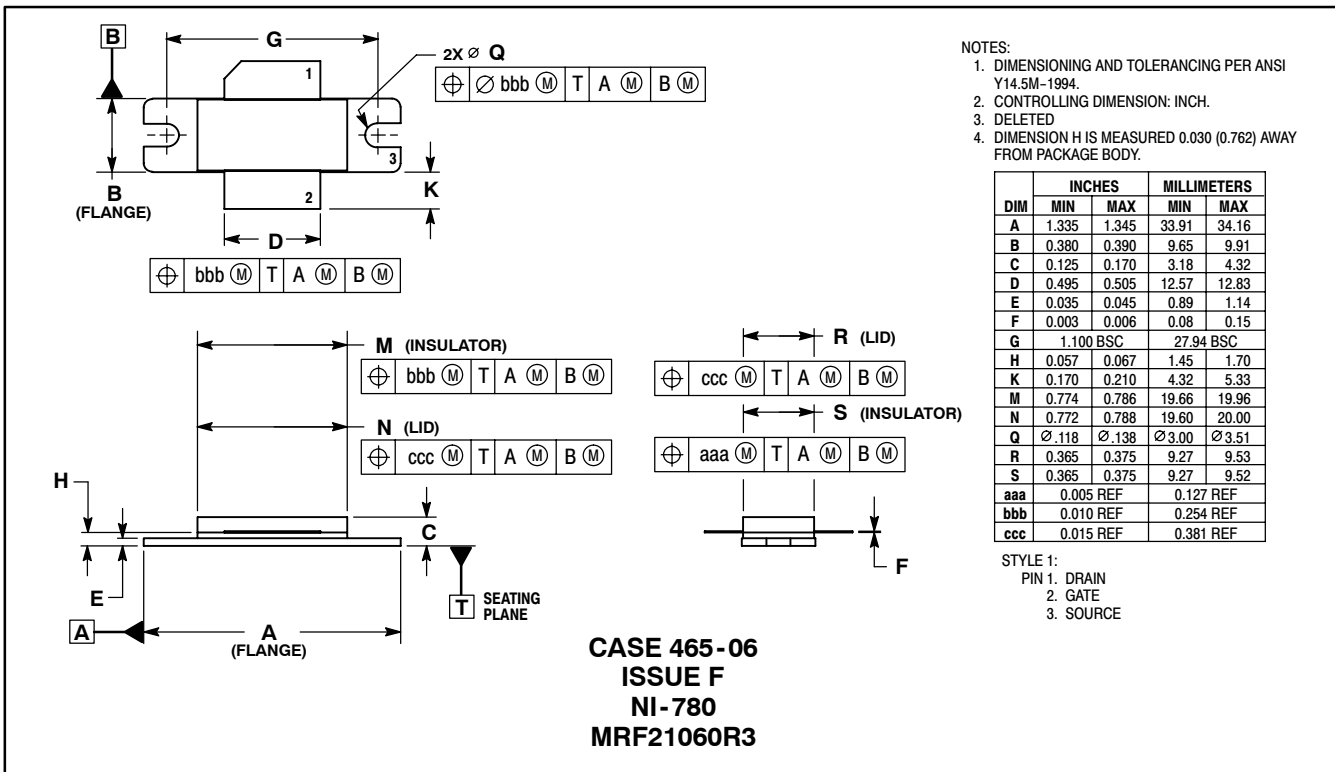 B
G
2X ⌀ Q
⌖ ⌀ bbb Ⓜ T A Ⓜ B Ⓜ
1
3
B
(FLANGE)
2
K
D
⌖ bbb Ⓜ T A Ⓜ B Ⓜ
M (INSULATOR)
⌖ bbb Ⓜ T A Ⓜ B Ⓜ
N (LID)
⌖ ccc Ⓜ T A Ⓜ B Ⓜ
R (LID)
⌖ ccc Ⓜ T A Ⓜ B Ⓜ
S (INSULATOR)
⌖ aaa Ⓜ T A Ⓜ B Ⓜ
H
C
E
F
T SEATING
PLANE
A
A
(FLANGE)
NOTES:
1. DIMENSIONING AND TOLERANCING PER ANSI
Y14.5M–1994.
2. CONTROLLING DIMENSION: INCH.
3. DELETED
4. DIMENSION H IS MEASURED 0.030 (0.762) AWAY
FROM PACKAGE BODY.
INCHES MILLIMETERS
DIM MIN MAX MIN MAX
A 1.335 1.345 33.91 34.16
B 0.380 0.390 9.65 9.91
C 0.125 0.170 3.18 4.32
D 0.495 0.505 12.57 12.83
E 0.035 0.045 0.89 1.14
F 0.003 0.006 0.08 0.15
G 1.100 BSC 27.94 BSC
H 0.057 0.067 1.45 1.70
K 0.170 0.210 4.32 5.33
M 0.774 0.786 19.66 19.96
N 0.772 0.788 19.60 20.00
Q ⌀ .118 ⌀ .138 ⌀ 3.00 ⌀ 3.51
R 0.365 0.375 9.27 9.53
S 0.365 0.375 9.27 9.52
aaa 0.005 REF 0.127 REF
bbb 0.010 REF 0.254 REF
ccc 0.015 REF 0.381 REF
STYLE 1:
PIN 1. DRAIN
2. GATE
3. SOURCE
CASE 465-06
ISSUE F
NI-780
MRF21060R3